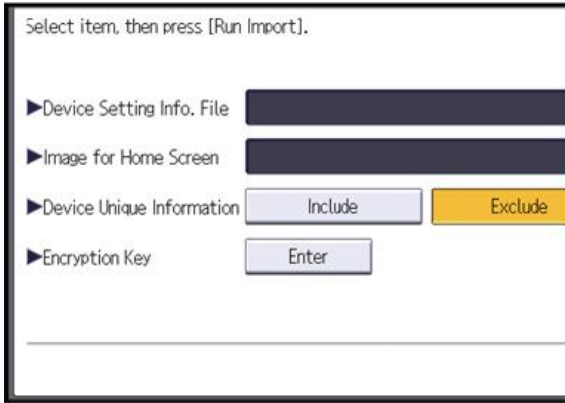 Select item, then press [Run Import].
►Device Setting Info. File
►Image for Home Screen
►Device Unique Information Include Exclude
►Encryption Key Enter